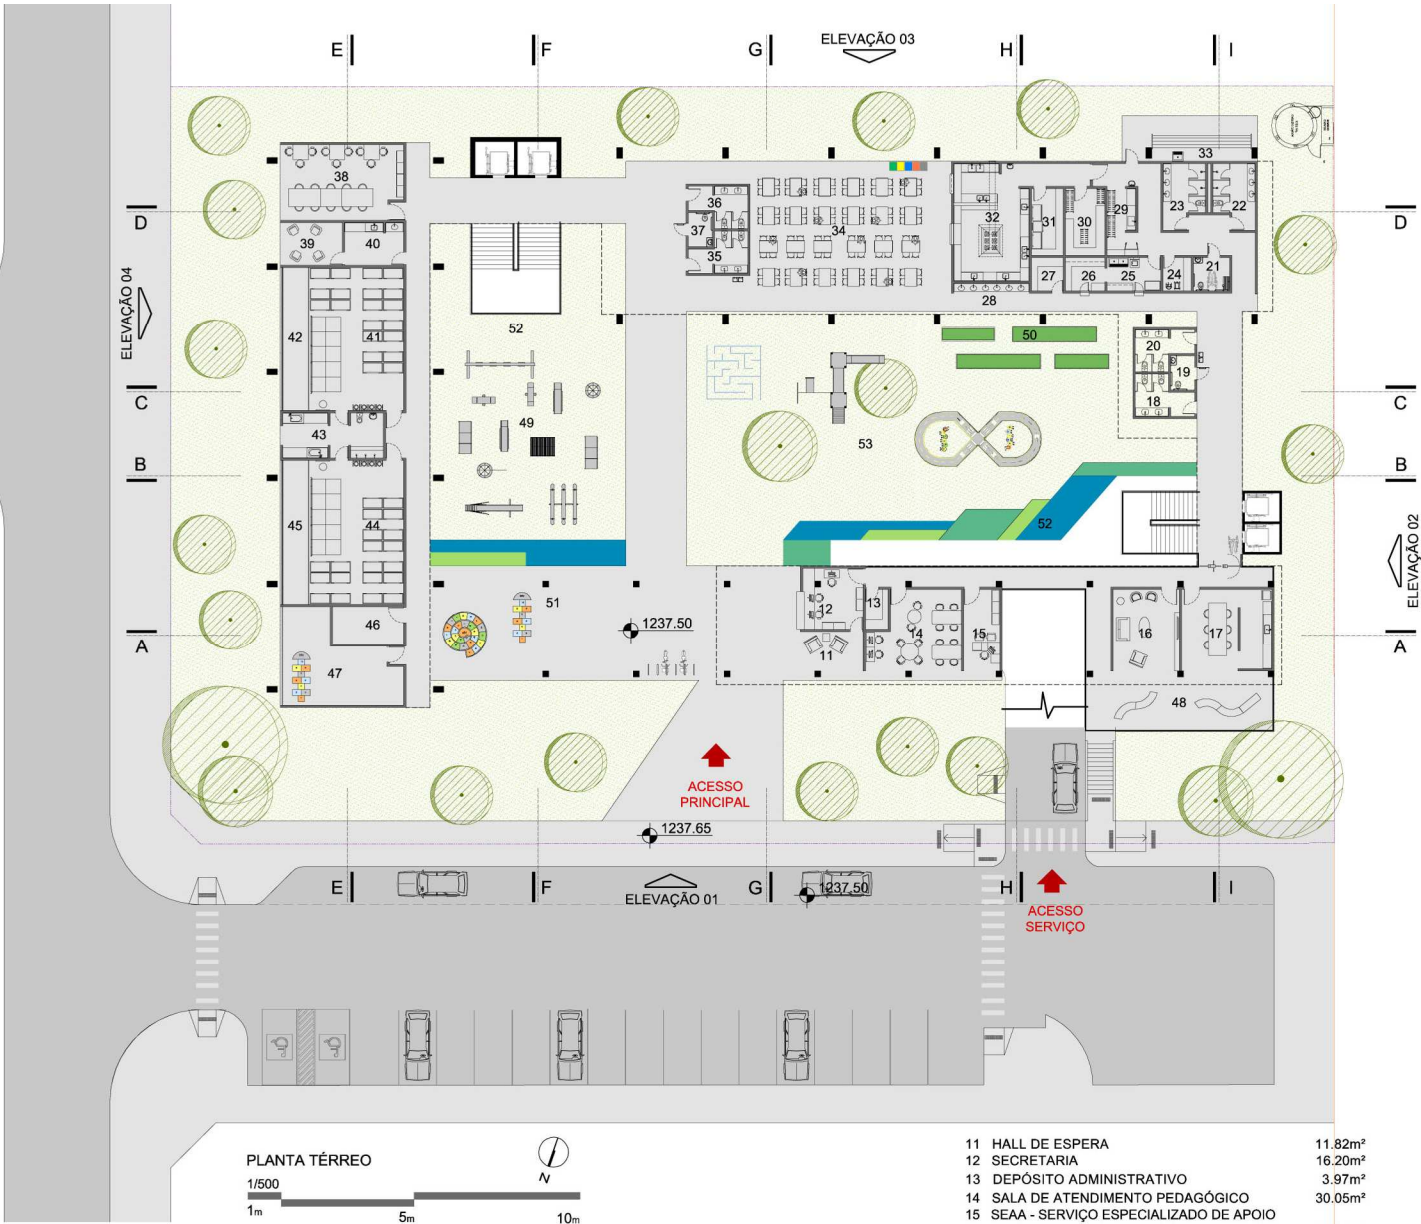 ELEVAÇÃO 03
E
F
G
H
I
33
38
36
32
31
30
29
23
22
D
D
37
34
39
40
35
27
26
25
24
21
28
ELEVAÇÃO 04
42
41
52
50
20
19
18
C
C
43
49
53
B
B
45
44
52
ELEVAÇÃO 02
46
51
1237.50
12
13
11
14
15
16
17
A
A
47
48
ACESSO
PRINCIPAL
1237.65
E
F
ELEVAÇÃO 01
G
1237.50
H
I
ACESSO
SERVIÇO
PLANTA TÉRREO
N
1/500
1m
5m
10m
11 HALL DE ESPERA 11.82m²
12 SECRETARIA 16.20m²
13 DEPÓSITO ADMINISTRATIVO 3.97m²
14 SALA DE ATENDIMENTO PEDAGÓGICO 30.05m²
15 SEAA - SERVIÇO ESPECIALIZADO DE APOIO